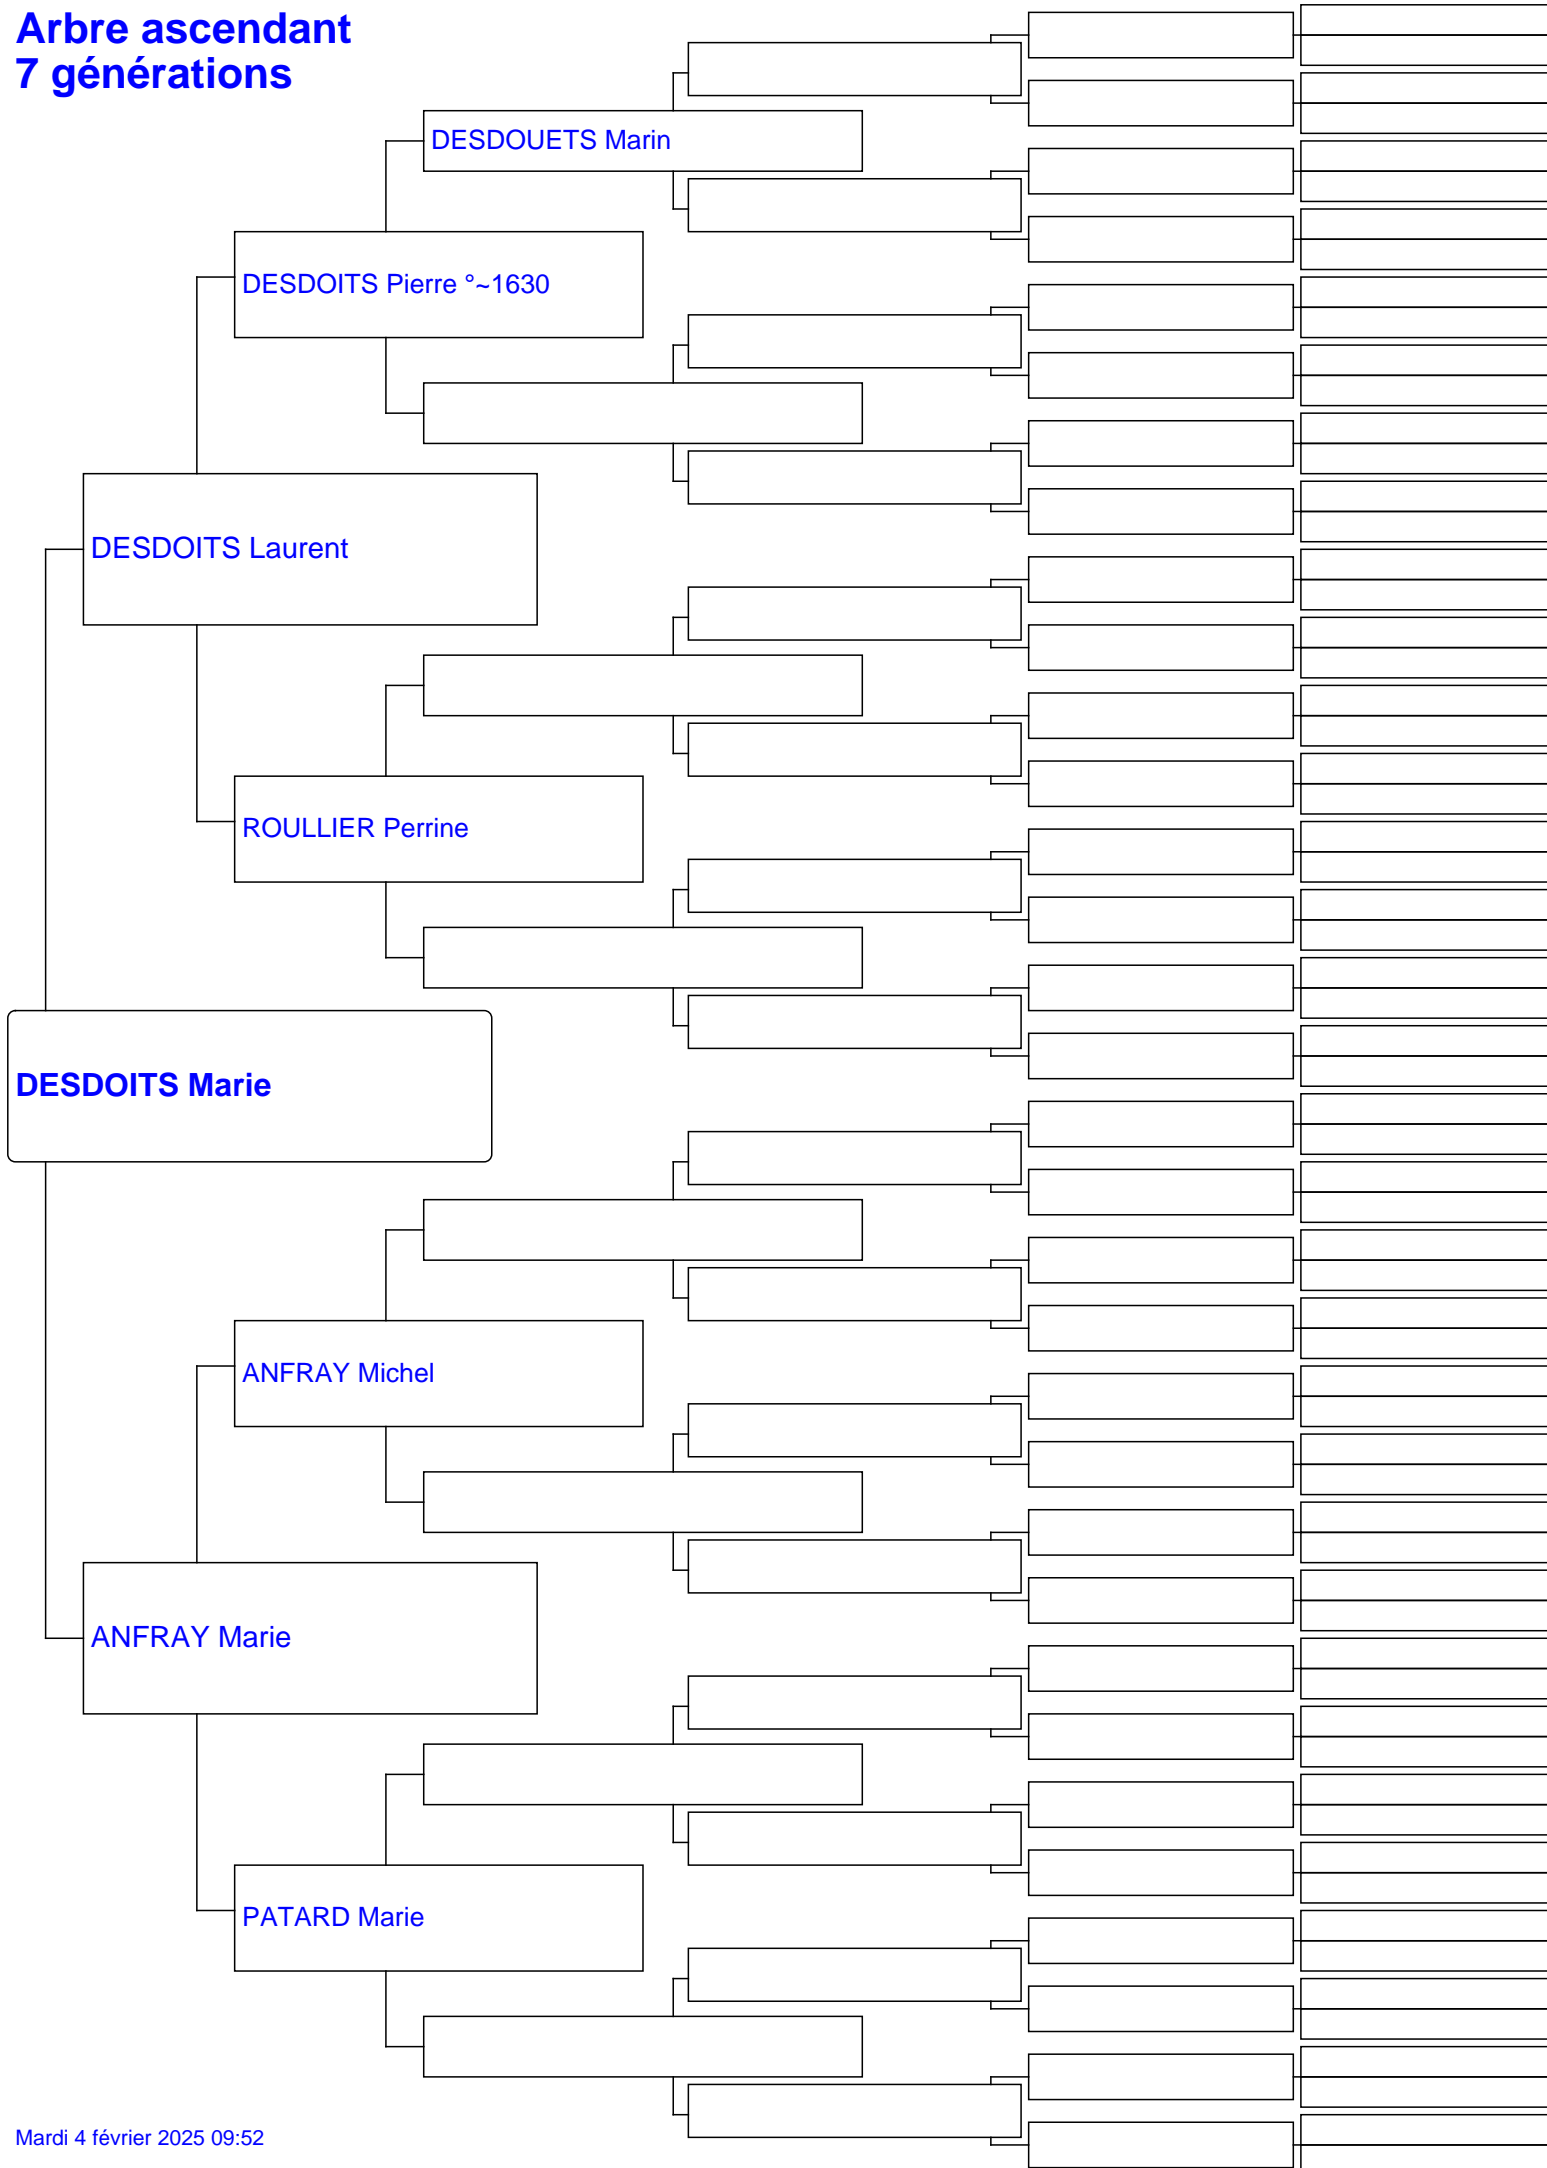 Arbre ascendant
7 générations
DESDOUETS Marin
DESDOITS Pierre °~1630
DESDOITS Laurent
ROULLIER Perrine
DESDOITS Marie
ANFRAY Michel
ANFRAY Marie
PATARD Marie
Mardi 4 février 2025 09:52